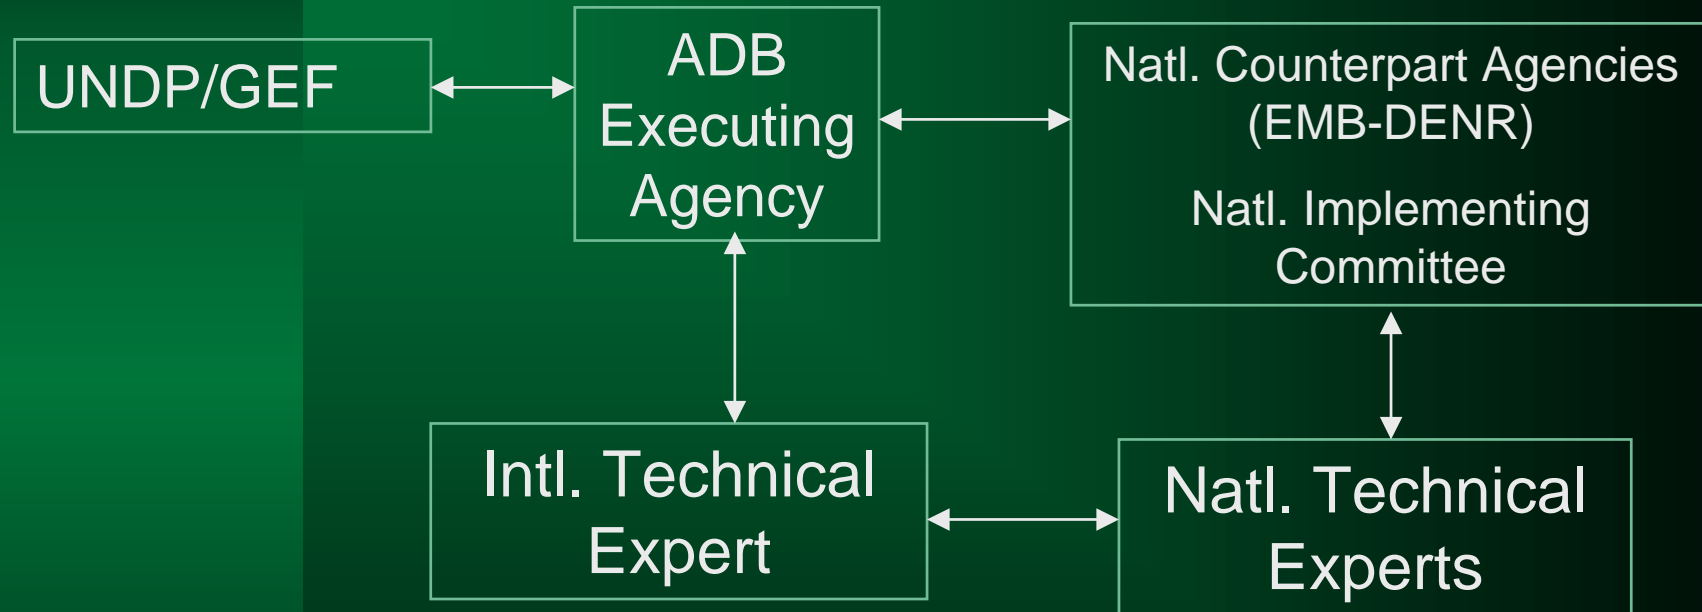 UNDP/GEF
ADB
Executing
Agency
Natl. Counterpart Agencies
(EMB-DENR)
Natl. Implementing
Committee
Intl. Technical
Expert
Natl. Technical
Experts